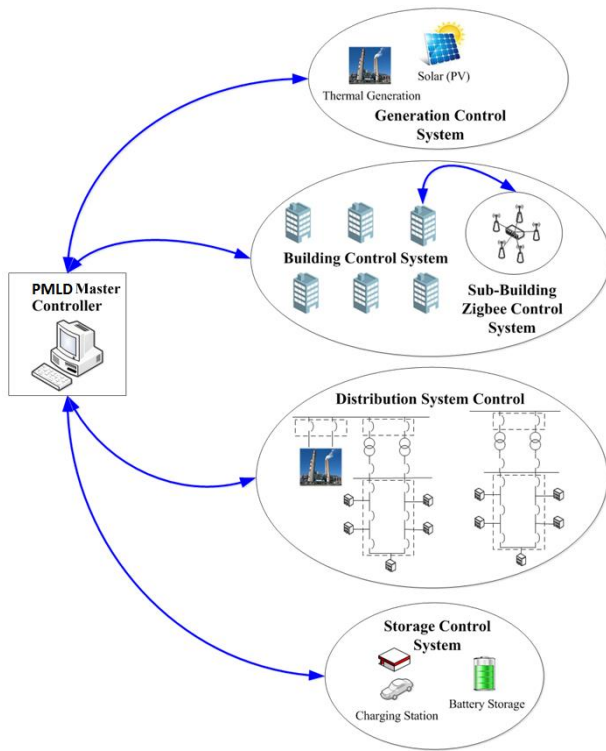 Solar (PV)
Thermal Generation
Generation Control
System
Building Control System
Sub-Building
Zigbee Control
System
PMLD Master
Controller
Distribution System Control
Storage Control
System
Charging Station
Battery Storage